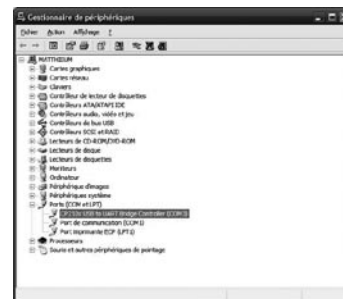 Gestionnaire de périphériques
Fichier Action Affichage ?
MATTHIEUM
Cartes graphiques
Cartes réseau
Claviers
Contrôleur de lecteur de disquettes
Contrôleurs ATA/ATAPI IDE
Contrôleurs audio, vidéo et jeu
Contrôleurs de bus USB
Contrôleurs SCSI et RAID
Lecteurs de CD-ROM/DVD-ROM
Lecteurs de disque
Lecteurs de disquettes
Moniteurs
Ordinateur
Périphérique d'images
Périphériques système
Ports (COM et LPT)
CP210x USB to UART Bridge Controller (COM3)
Port de communication (COM1)
Port imprimante ECP (LPT1)
Processeurs
Souris et autres périphériques de pointage